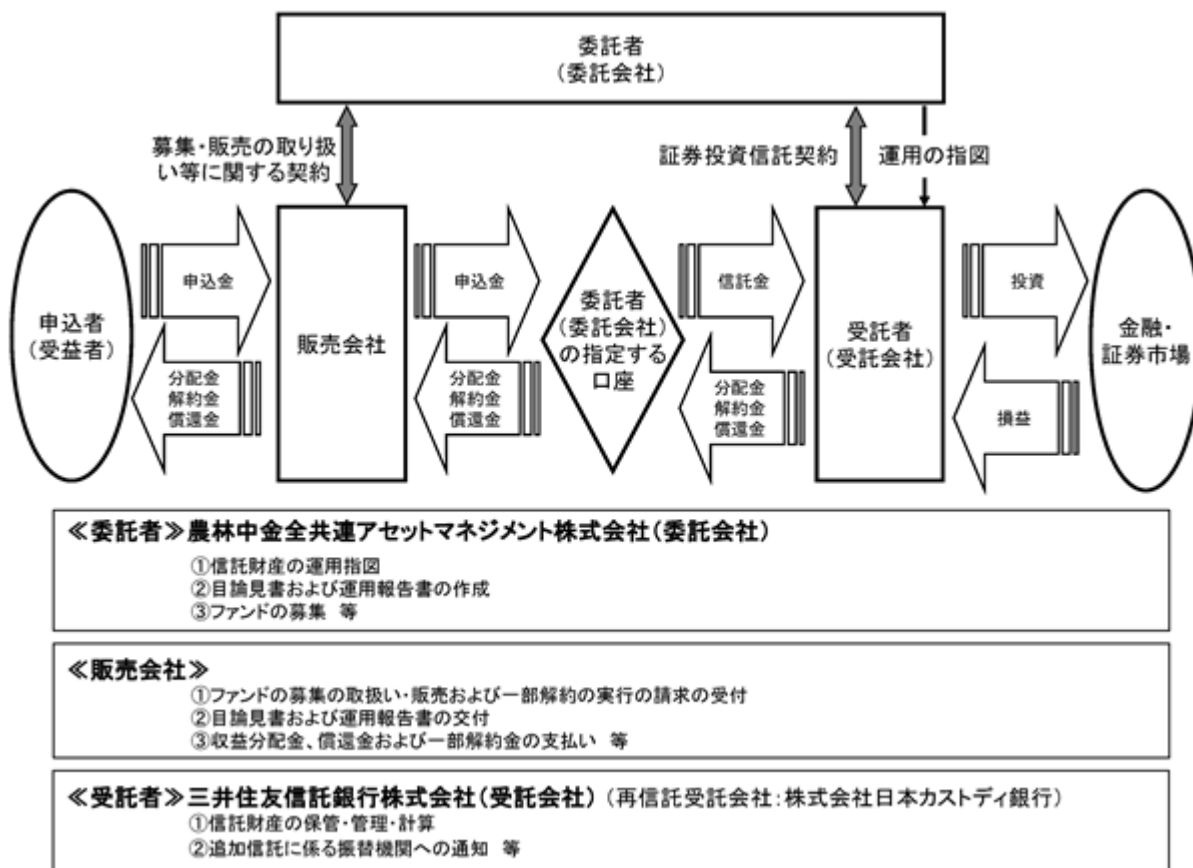 委託者
(委託会社)
募集・販売の取り扱
い等に関する契約
証券投資信託契約
運用の指図
申込者
(受益者)
申込金
分配金
解約金
償還金
販売会社
申込金
分配金
解約金
償還金
委託者
(委託会社)
の指定する
口座
信託金
分配金
解約金
償還金
受託者
(受託会社)
投資
損益
金融・
証券市場
≪委託者≫農林中金全共連アセットマネジメント株式会社(委託会社)
①信託財産の運用指図
②目論見書および運用報告書の作成
③ファンドの募集 等
≪販売会社≫
①ファンドの募集の取扱い・販売および一部解約の実行の請求の受付
②目論見書および運用報告書の交付
③収益分配金、償還金および一部解約金の支払い 等
≪受託者≫三井住友信託銀行株式会社(受託会社) (再信託受託会社:株式会社日本カストディ銀行)
①信託財産の保管・管理・計算
②追加信託に係る振替機関への通知 等